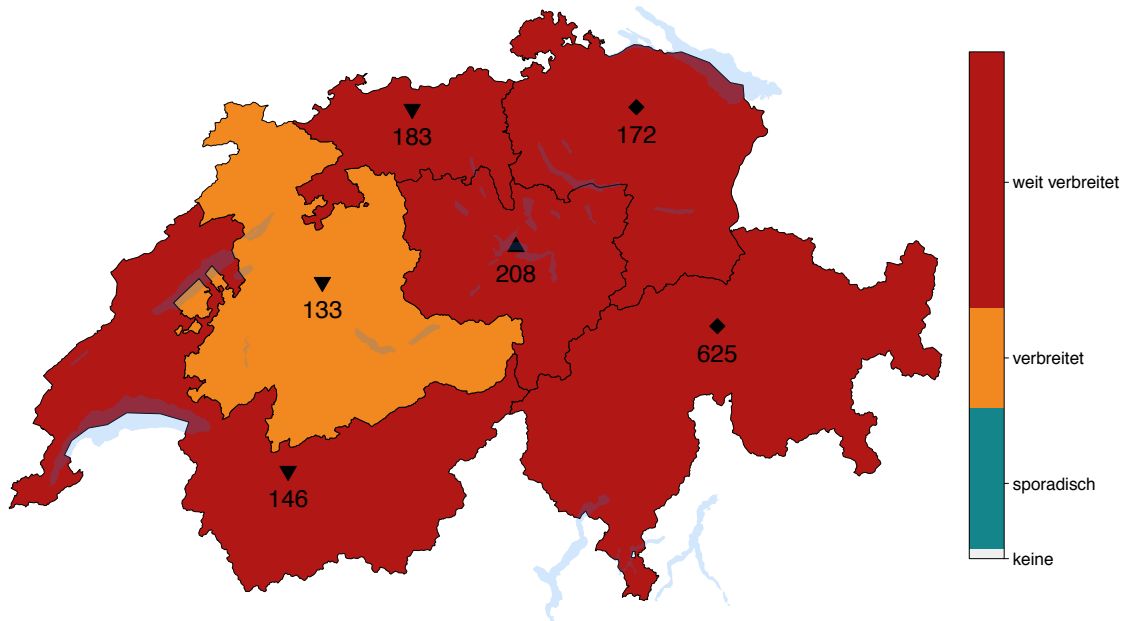 183
172
weit verbreitet
208
133
625
verbreitet
146
sporadisch
keine